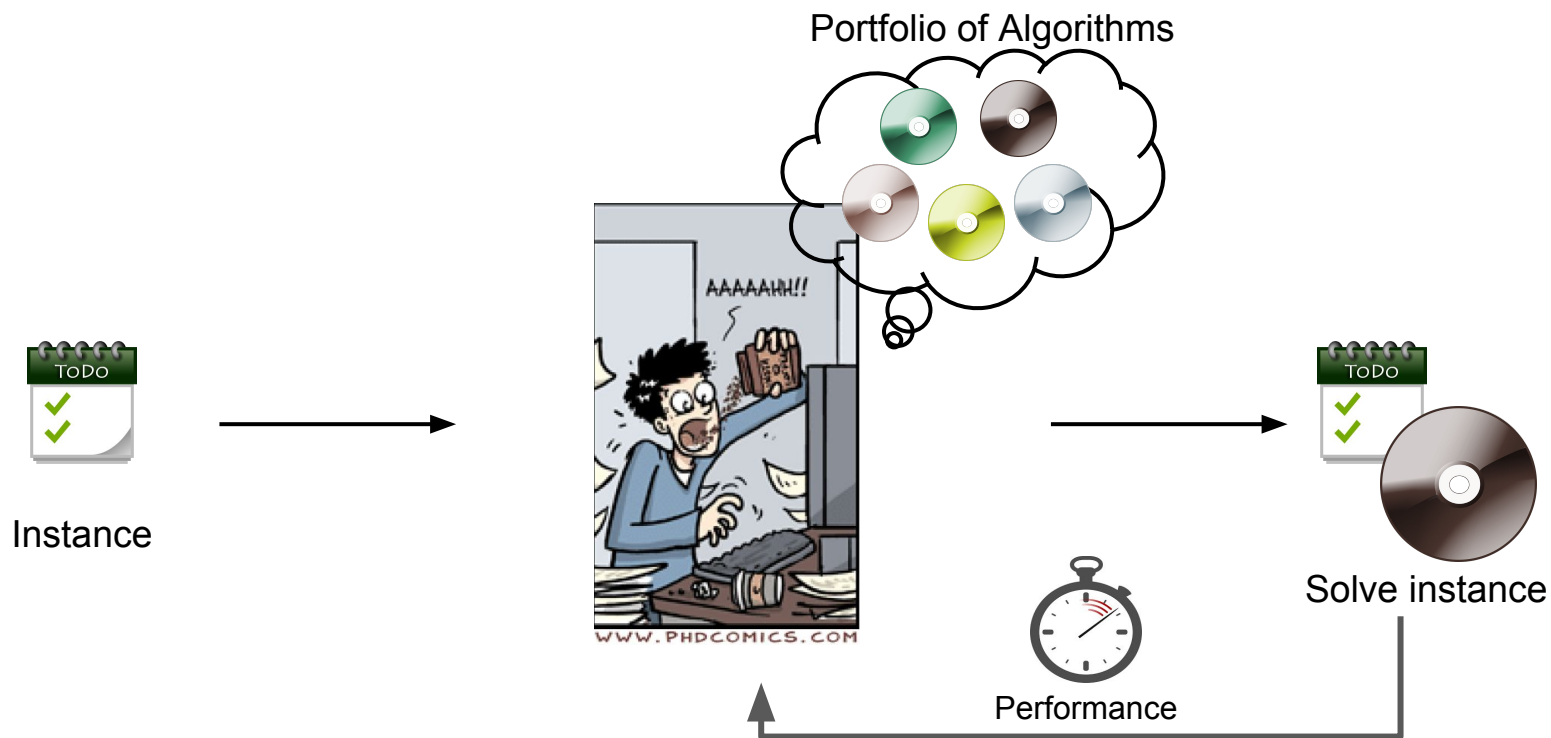 Portfolio of Algorithms
AAAAAHH!!
ToDo
ToDo
Instance
Solve instance
WWW.PHDCOMICS.COM
Performance